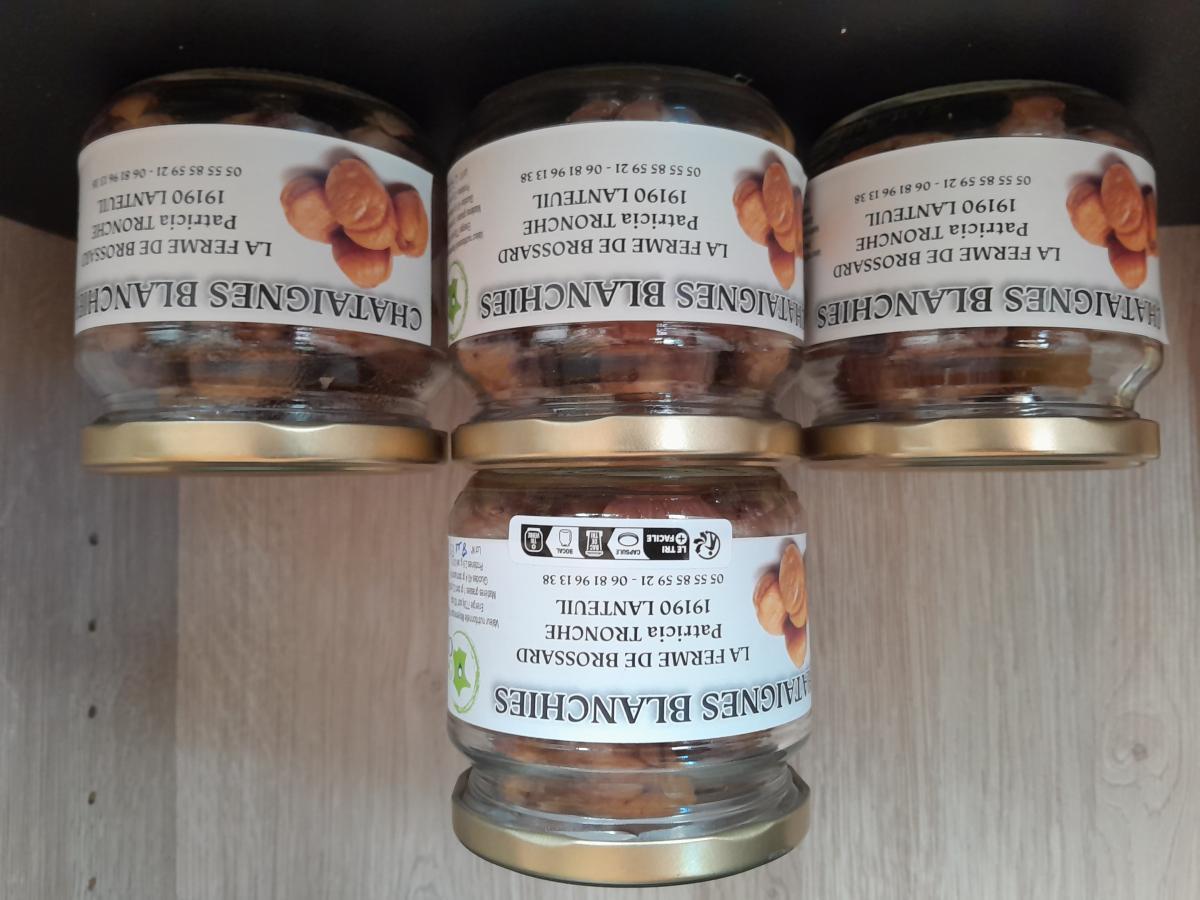 CHATAIGNES BLANCHIES
LA FERME DE BROSSARD
Patricia TRONCHE
19190 LANTEUIL
05 55 85 59 21 - 06 81 96 13 38
LE TRI
+ FACILE
CAPSULE
BAC
DE
TRI
BOCAL
À
VERRE
CHATAIGNES BLANCHIES
LA FERME DE BROSSARD
Patricia TRONCHE
19190 LANTEUIL
05 55 85 59 21 - 06 81 96 13 38
CHATAIGNES BLANCHIES
LA FERME DE BROSSARD
Patricia TRONCHE
19190 LANTEUIL
05 55 85 59 21 - 06 81 96 13 38
CHATAIGNES BLANCHIES
LA FERME DE BROSSARD
Patricia TRONCHE
19190 LANTEUIL
05 55 85 59 21 - 06 81 96 13 38